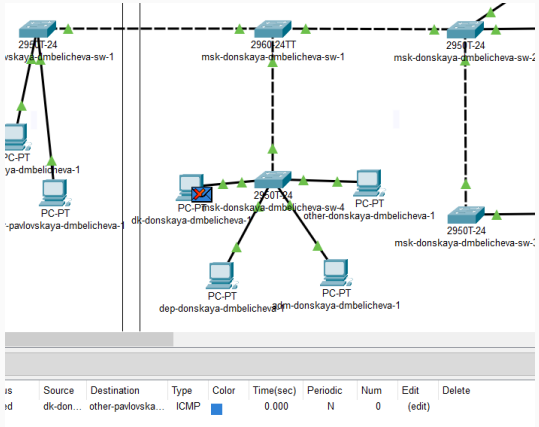 2950T-24
vskaya-dmbelicheva-sw-1
2960-24TT
msk-donskaya-dmbelicheva-sw-1
2950T-24
msk-donskaya-dmbelicheva-sw-2
PC-PT
ya-dmbelicheva-1
PC-PT
-pavlovskaya-dmbelicheva-1
PC-PT
dk-donskaya-dmbelicheva-1
2950T-24
msk-donskaya-dmbelicheva-sw-4
PC-PT
other-donskaya-dmbelicheva-1
2950T-24
msk-donskaya-dmbelicheva-sw-3
PC-PT
dep-donskaya-dmbelicheva-1
PC-PT
adm-donskaya-dmbelicheva-1
us Source Destination Type Color Time(sec) Periodic Num Edit Delete
ed dk-don... other-pavlovska... ICMP 0.000 N 0 (edit)